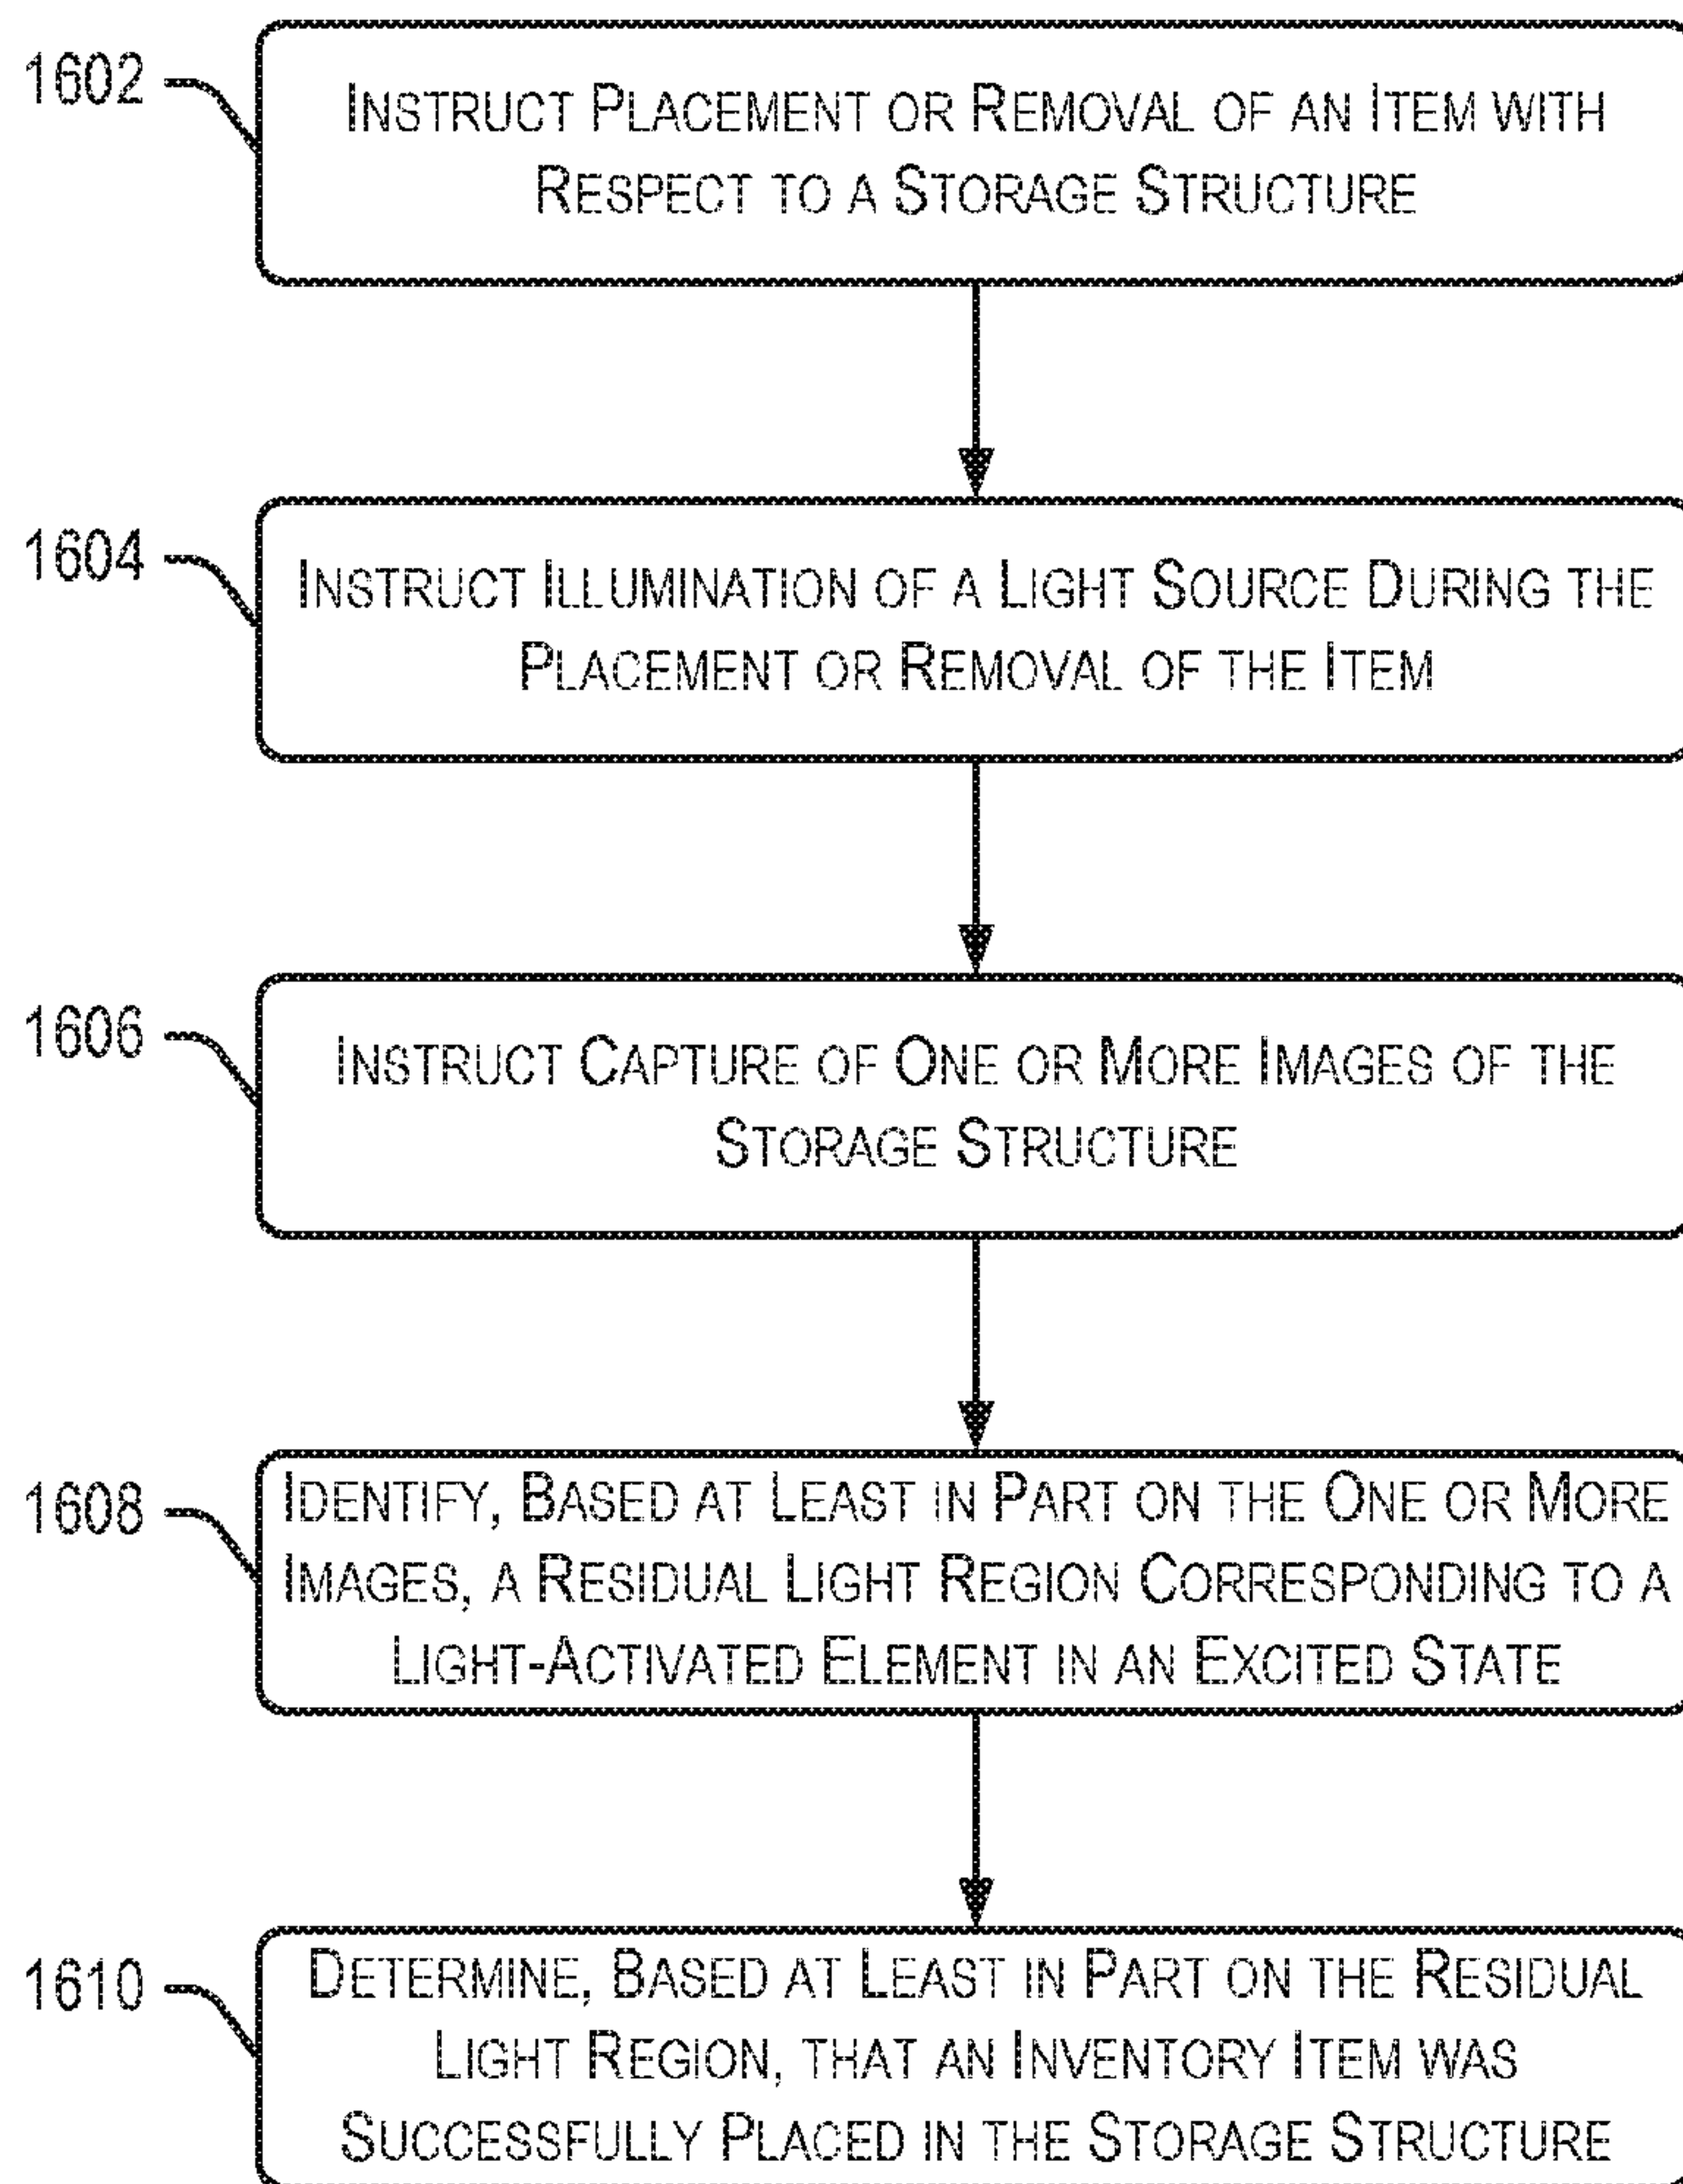 1602
INSTRUCT PLACEMENT OR REMOVAL OF AN ITEM WITH
RESPECT TO A STORAGE STRUCTURE
1604
INSTRUCT ILLUMINATION OF A LIGHT SOURCE DURING THE
PLACEMENT OR REMOVAL OF THE ITEM
1606
INSTRUCT CAPTURE OF ONE OR MORE IMAGES OF THE
STORAGE STRUCTURE
1608
IDENTIFY, BASED AT LEAST IN PART ON THE ONE OR MORE
IMAGES, A RESIDUAL LIGHT REGION CORRESPONDING TO A
LIGHT-ACTIVATED ELEMENT IN AN EXCITED STATE
1610
DETERMINE, BASED AT LEAST IN PART ON THE RESIDUAL
LIGHT REGION, THAT AN INVENTORY ITEM WAS
SUCCESSFULLY PLACED IN THE STORAGE STRUCTURE